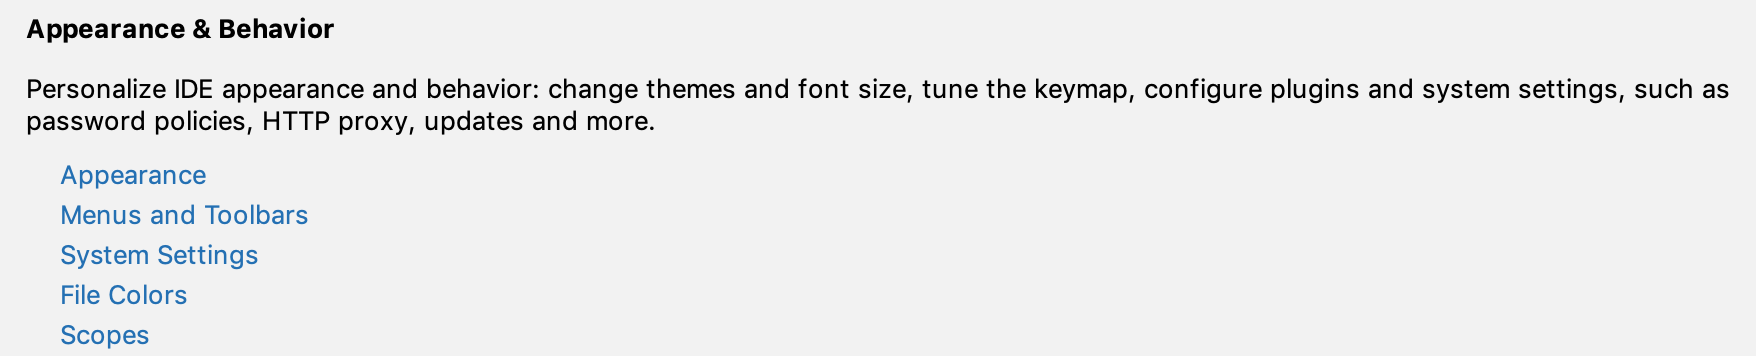 Appearance & Behavior
Personalize IDE appearance and behavior: change themes and font size, tune the keymap, configure plugins and system settings, such as
password policies, HTTP proxy, updates and more.
Appearance
Menus and Toolbars
System Settings
File Colors
Scopes